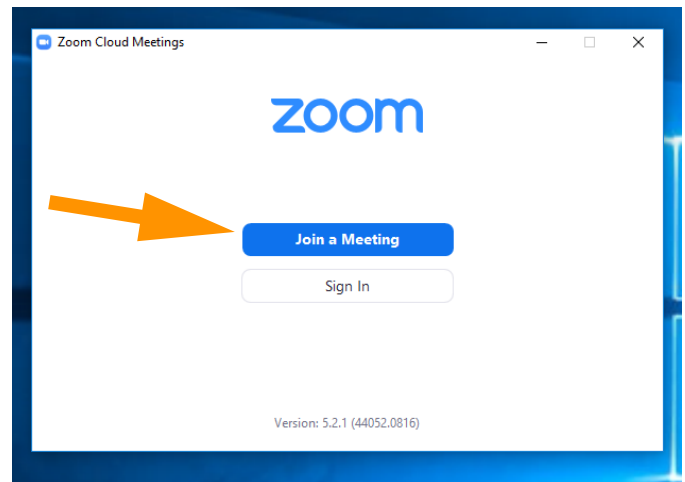 Zoom Cloud Meetings
zoom
Join a Meeting
Sign In
Version: 5.2.1 (44052.0816)